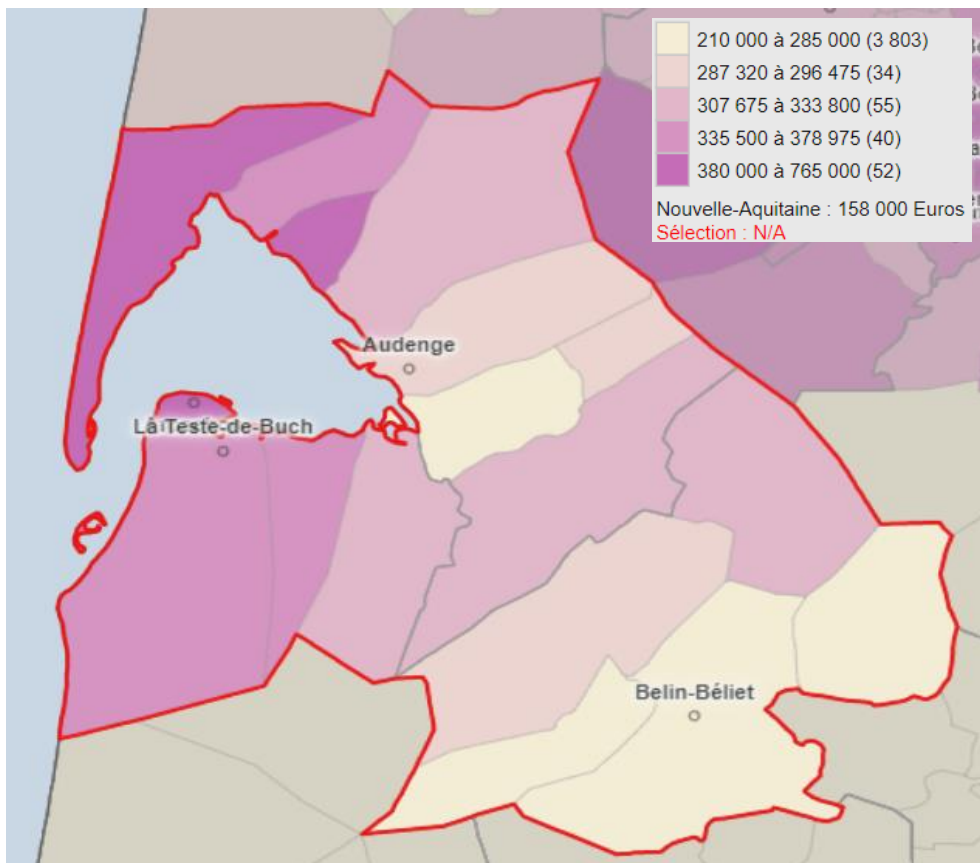 210 000 à 285 000 (3 803)
287 320 à 296 475 (34)
307 675 à 333 800 (55)
335 500 à 378 975 (40)
380 000 à 765 000 (52)
Nouvelle-Aquitaine : 158 000 Euros
Sélection : N/A
Audenge
La Teste-de-Buch
Belin-Béliet